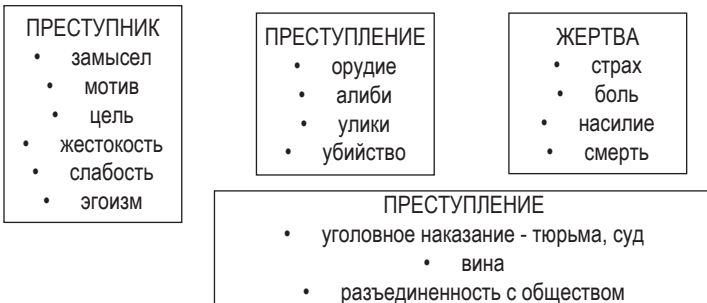 ПРЕСТУПНИК
• замысел
• мотив
• цель
• жестокость
• слабость
• эгоизм
ПРЕСТУПЛЕНИЕ
• орудие
• алиби
• улики
• убийство
ЖЕРТВА
• страх
• боль
• насилие
• смерть
ПРЕСТУПЛЕНИЕ
• уголовное наказание - тюрьма, суд
• вина
• разъединенность с обществом